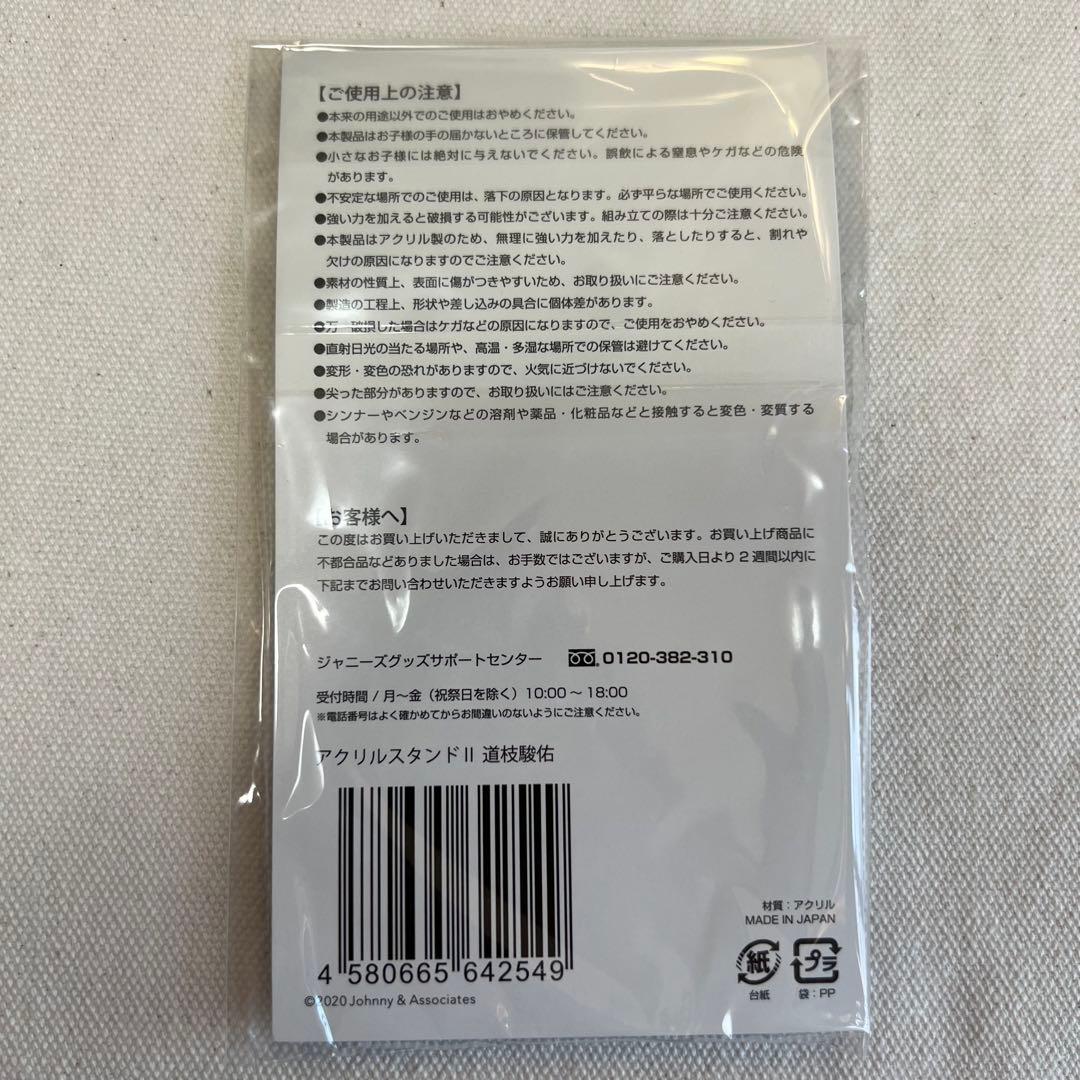 【ご使用上の注意】
●本来の用途以外でのご使用はおやめください。
●本製品はお子様の手の届かないところに保管してください。
●小さなお子様には絶対に与えないでください。誤飲による窒息やケガなどの危険
があります。
●不安定な場所でのご使用は、落下の原因となります。必ず平らな場所でご使用ください。
●強い力を加えると破損する可能性がございます。組み立ての際は十分ご注意ください。
●本製品はアクリル製のため、無理に強い力を加えたり、落としたりすると、割れや
欠けの原因になりますのでご注意ください。
●素材の性質上、表面に傷がつきやすいため、お取り扱いにご注意ください。
●製造の工程上、形状や差し込みの具合に個体差があります。
●万一破損した場合はケガなどの原因になりますので、ご使用をおやめください。
●直射日光の当たる場所や、高温・多湿な場所での保管は避けてください。
●変形・変色の恐れがありますので、火気に近づけないでください。
●尖った部分がありますので、お取り扱いにはご注意ください。
●シンナーやベンジンなどの溶剤や薬品・化粧品などと接触すると変色・変質する
場合があります。
【お客様へ】
この度はお買い上げいただきまして、誠にありがとうございます。お買い上げ商品に
不都合品などありました場合は、お手数ではございますが、ご購入日より2週間以内に
下記までお問い合わせいただきますようお願い申し上げます。
ジャニーズグッズサポートセンター 0120-382-310
受付時間 / 月〜金（祝祭日を除く）10:00 〜 18:00
※電話番号はよく確かめてからお間違いのないようにご注意ください。
アクリルスタンドⅡ 道枝駿佑
4 580665 642549
©2020 Johnny & Associates
材質：アクリル
MADE IN JAPAN
紙 プラ
台紙 袋：PP